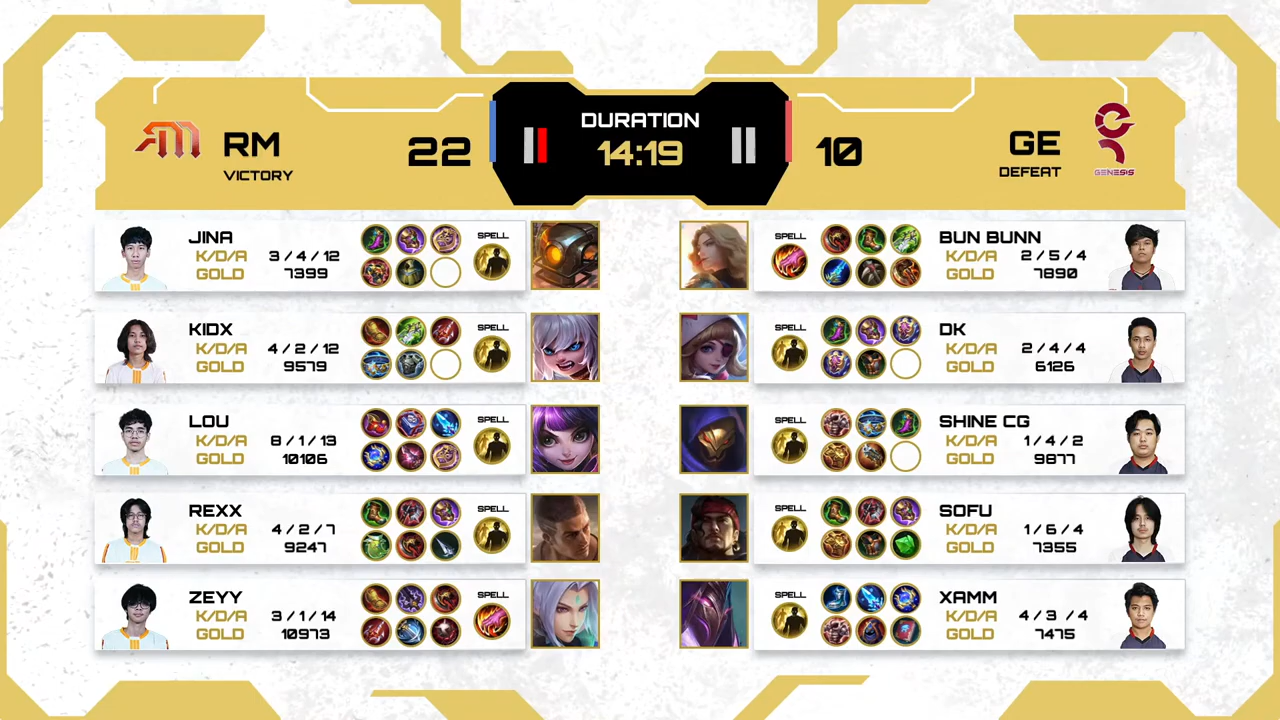 RM
VICTORY
22
DURATION
14:19
10
GE
DEFEAT
GENESIS
JINA
K/D/A 3 / 4 / 12
GOLD 7399
SPELL
SPELL
BUN BUNN
K/D/A 2 / 5 / 4
GOLD 7890
KIDX
K/D/A 4 / 2 / 12
GOLD 9579
SPELL
SPELL
DK
K/D/A 2 / 4 / 4
GOLD 6126
LOU
K/D/A 8 / 1 / 13
GOLD 10106
SPELL
SPELL
SHINE CG
K/D/A 1 / 4 / 2
GOLD 9877
REXX
K/D/A 4 / 2 / 7
GOLD 9247
SPELL
SPELL
SOFU
K/D/A 1 / 6 / 4
GOLD 7355
ZEYY
K/D/A 3 / 1 / 14
GOLD 10973
SPELL
SPELL
XAMM
K/D/A 4 / 3 / 4
GOLD 7475